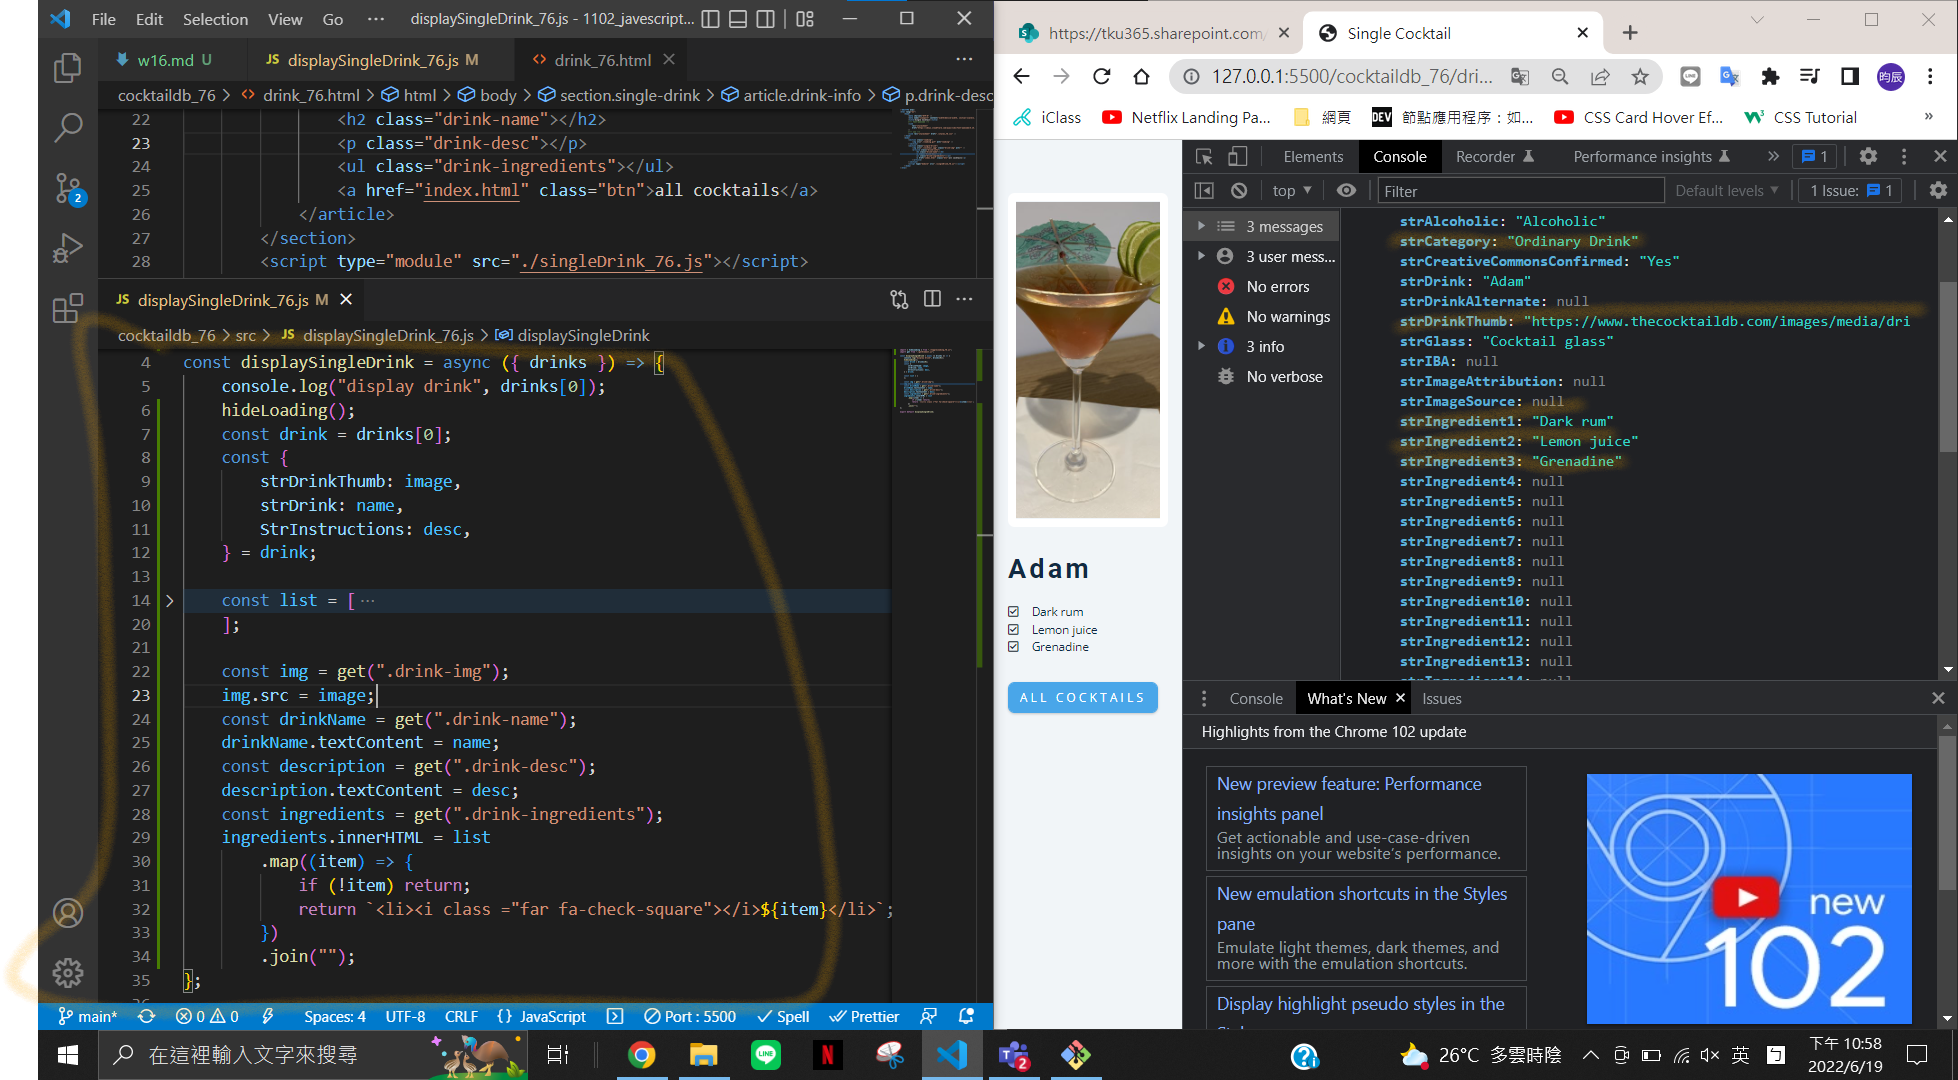 File Edit Selection View Go ··· displaySingleDrink_76.js - 1102_javescript...
w16.md U JS displaySingleDrink_76.js M <> drink_76.html
cocktaildb_76 > <> drink_76.html > html > body > section.single-drink > article.drink-info > p.drink-desc
22 <h2 class="drink-name"></h2>
23 <p class="drink-desc"></p>
24 <ul class="drink-ingredients"></ul>
25 <a href="index.html" class="btn">all cocktails</a>
26 </article>
27 </section>
28 <script type="module" src="./singleDrink_76.js"></script>
JS displaySingleDrink_76.js M
cocktaildb_76 > src > JS displaySingleDrink_76.js > displaySingleDrink
4 const displaySingleDrink = async ({ drinks }) => {
5 console.log("display drink", drinks[0]);
6 hideLoading();
7 const drink = drinks[0];
8 const {
9 strDrinkThumb: image,
10 strDrink: name,
11 StrInstructions: desc,
12 } = drink;
13
14 const list = [ ···
20 ];
21
22 const img = get(".drink-img");
23 img.src = image;
24 const drinkName = get(".drink-name");
25 drinkName.textContent = name;
26 const description = get(".drink-desc");
27 description.textContent = desc;
28 const ingredients = get(".drink-ingredients");
29 ingredients.innerHTML = list
30 .map((item) => {
31 if (!item) return;
32 return `<li><i class ="far fa-check-square"></i>${item}</li>`;
33 })
34 .join("");
35 };
2
main* 0 0 Spaces: 4 UTF-8 CRLF {} JavaScript Port : 5500 Spell Prettier
https://tku365.sharepoint.com/ Single Cocktail
127.0.0.1:5500/cocktaildb_76/dri... 昀辰
iClass Netflix Landing Pa... 網頁 DEV 節點應用程序：如... CSS Card Hover Ef... CSS Tutorial »
Adam
Dark rum
Lemon juice
Grenadine
ALL COCKTAILS
Elements Console Recorder Performance insights » 1
top Filter Default levels 1 Issue: 1
3 messages
3 user mess...
No errors
No warnings
3 info
No verbose
strAlcoholic: "Alcoholic"
strCategory: "Ordinary Drink"
strCreativeCommonsConfirmed: "Yes"
strDrink: "Adam"
strDrinkAlternate: null
strDrinkThumb: "https://www.thecocktaildb.com/images/media/dri
strGlass: "Cocktail glass"
strIBA: null
strImageAttribution: null
strImageSource: null
strIngredient1: "Dark rum"
strIngredient2: "Lemon juice"
strIngredient3: "Grenadine"
strIngredient4: null
strIngredient5: null
strIngredient6: null
strIngredient7: null
strIngredient8: null
strIngredient9: null
strIngredient10: null
strIngredient11: null
strIngredient12: null
strIngredient13: null
Console What's New Issues
Highlights from the Chrome 102 update
New preview feature: Performance
insights panel
Get actionable and use-case-driven
insights on your website's performance.
New emulation shortcuts in the Styles
pane
Emulate light themes, dark themes, and
more with the emulation shortcuts.
Display highlight pseudo styles in the
new
102
在這裡輸入文字來搜尋 N 2 26°C 多雲時陰 英 下午 10:58
2022/6/19